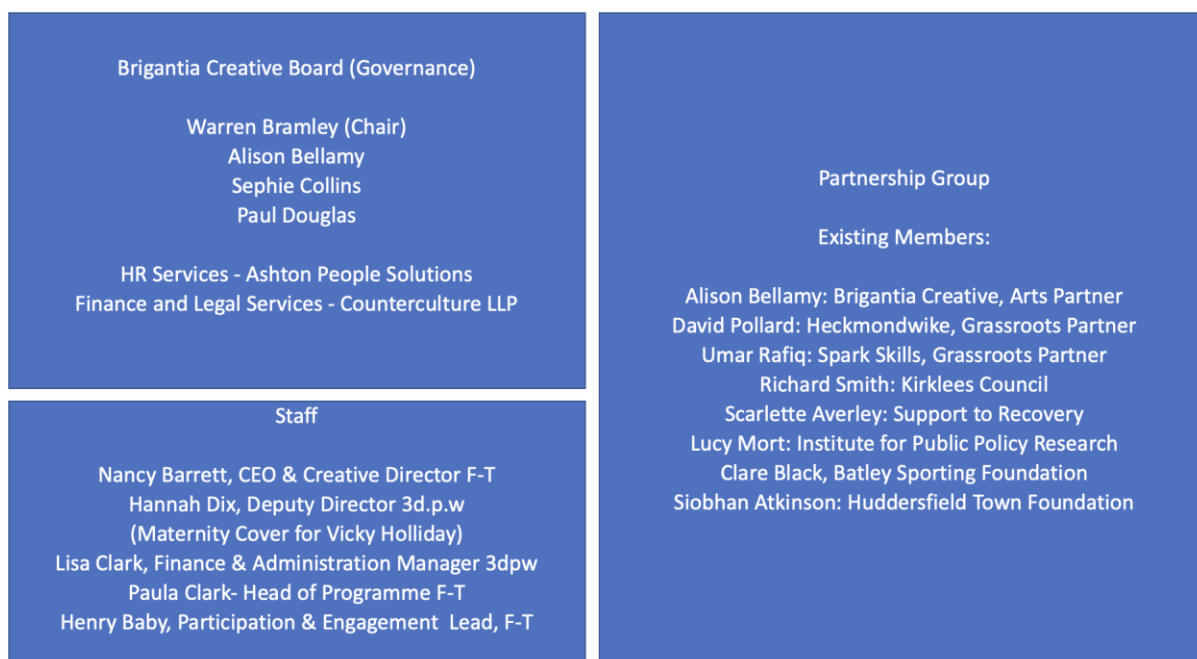 Brigantia Creative Board (Governance)
Warren Bramley (Chair)
Alison Bellamy
Sephie Collins
Paul Douglas
HR Services - Ashton People Solutions
Finance and Legal Services - Counterculture LLP
Staff
Nancy Barrett, CEO & Creative Director F-T
Hannah Dix, Deputy Director 3d.p.w
(Maternity Cover for Vicky Holliday)
Lisa Clark, Finance & Administration Manager 3dpw
Paula Clark- Head of Programme F-T
Henry Baby, Participation & Engagement  Lead, F-T
Partnership Group
Existing Members:
Alison Bellamy: Brigantia Creative, Arts Partner
David Pollard: Heckmondwike, Grassroots Partner
Umar Rafiq: Spark Skills, Grassroots Partner
Richard Smith: Kirklees Council
Scarlette Averley: Support to Recovery
Lucy Mort: Institute for Public Policy Research
Clare Black, Batley Sporting Foundation
Siobhan Atkinson: Huddersfield Town Foundation